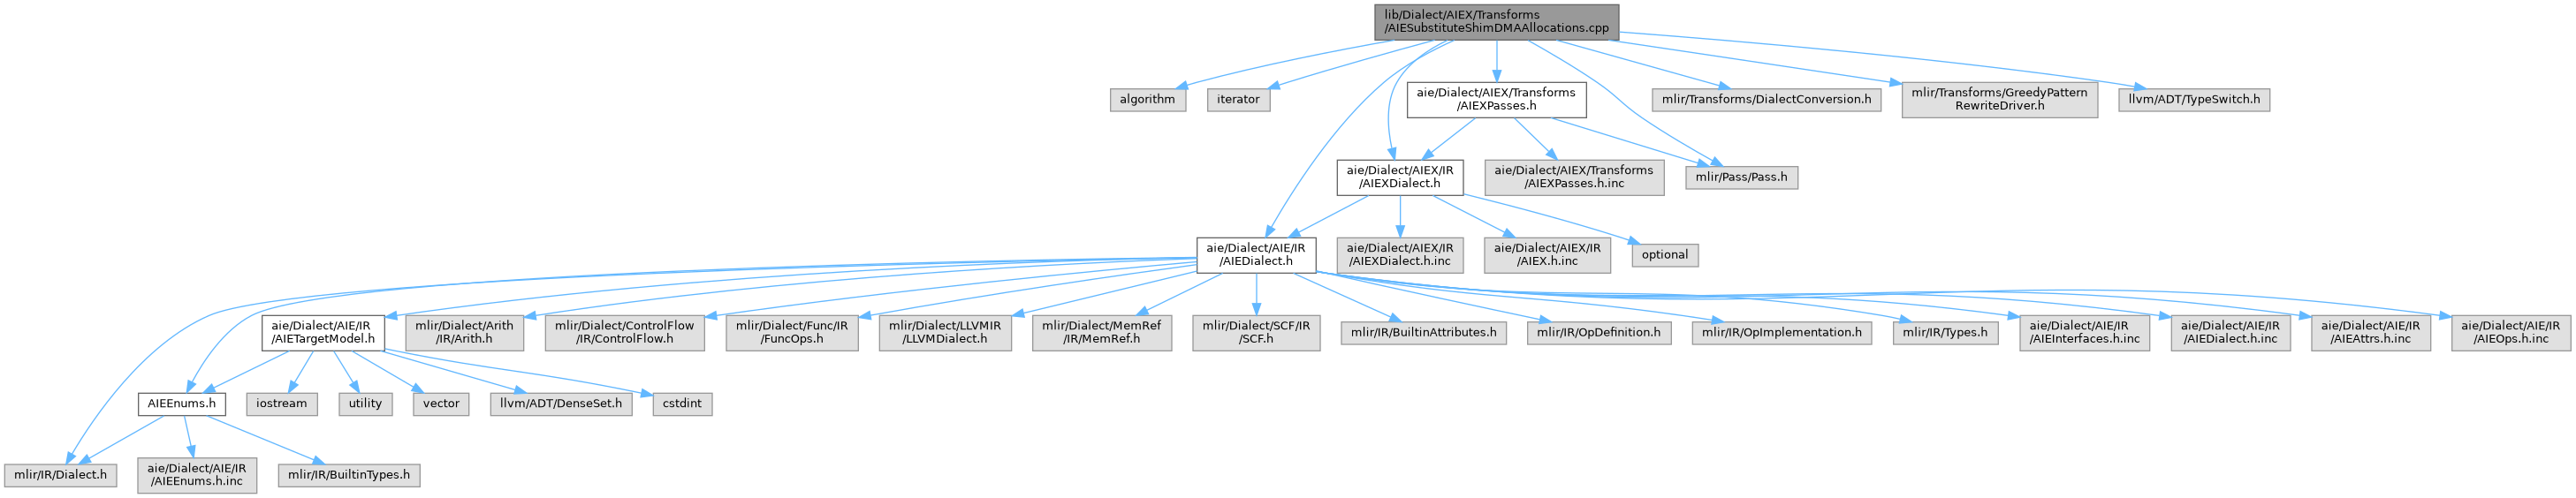 lib/Dialect/AIEX/Transforms
/AIESubstituteShimDMAAllocations.cpp
algorithm
iterator
aie/Dialect/AIEX/Transforms
/AIEXPasses.h
mlir/Transforms/DialectConversion.h
mlir/Transforms/GreedyPattern
RewriteDriver.h
llvm/ADT/TypeSwitch.h
aie/Dialect/AIEX/IR
/AIEXDialect.h
aie/Dialect/AIEX/Transforms
/AIEXPasses.h.inc
mlir/Pass/Pass.h
aie/Dialect/AIE/IR
/AIEDialect.h
aie/Dialect/AIEX/IR
/AIEXDialect.h.inc
aie/Dialect/AIEX/IR
/AIEX.h.inc
optional
aie/Dialect/AIE/IR
/AIETargetModel.h
mlir/Dialect/Arith
/IR/Arith.h
mlir/Dialect/ControlFlow
/IR/ControlFlow.h
mlir/Dialect/Func/IR
/FuncOps.h
mlir/Dialect/LLVMIR
/LLVMDialect.h
mlir/Dialect/MemRef
/IR/MemRef.h
mlir/Dialect/SCF/IR
/SCF.h
mlir/IR/BuiltinAttributes.h
mlir/IR/OpDefinition.h
mlir/IR/OpImplementation.h
mlir/IR/Types.h
aie/Dialect/AIE/IR
/AIEInterfaces.h.inc
aie/Dialect/AIE/IR
/AIEDialect.h.inc
aie/Dialect/AIE/IR
/AIEAttrs.h.inc
aie/Dialect/AIE/IR
/AIEOps.h.inc
AIEEnums.h
iostream
utility
vector
llvm/ADT/DenseSet.h
cstdint
mlir/IR/Dialect.h
aie/Dialect/AIE/IR
/AIEEnums.h.inc
mlir/IR/BuiltinTypes.h